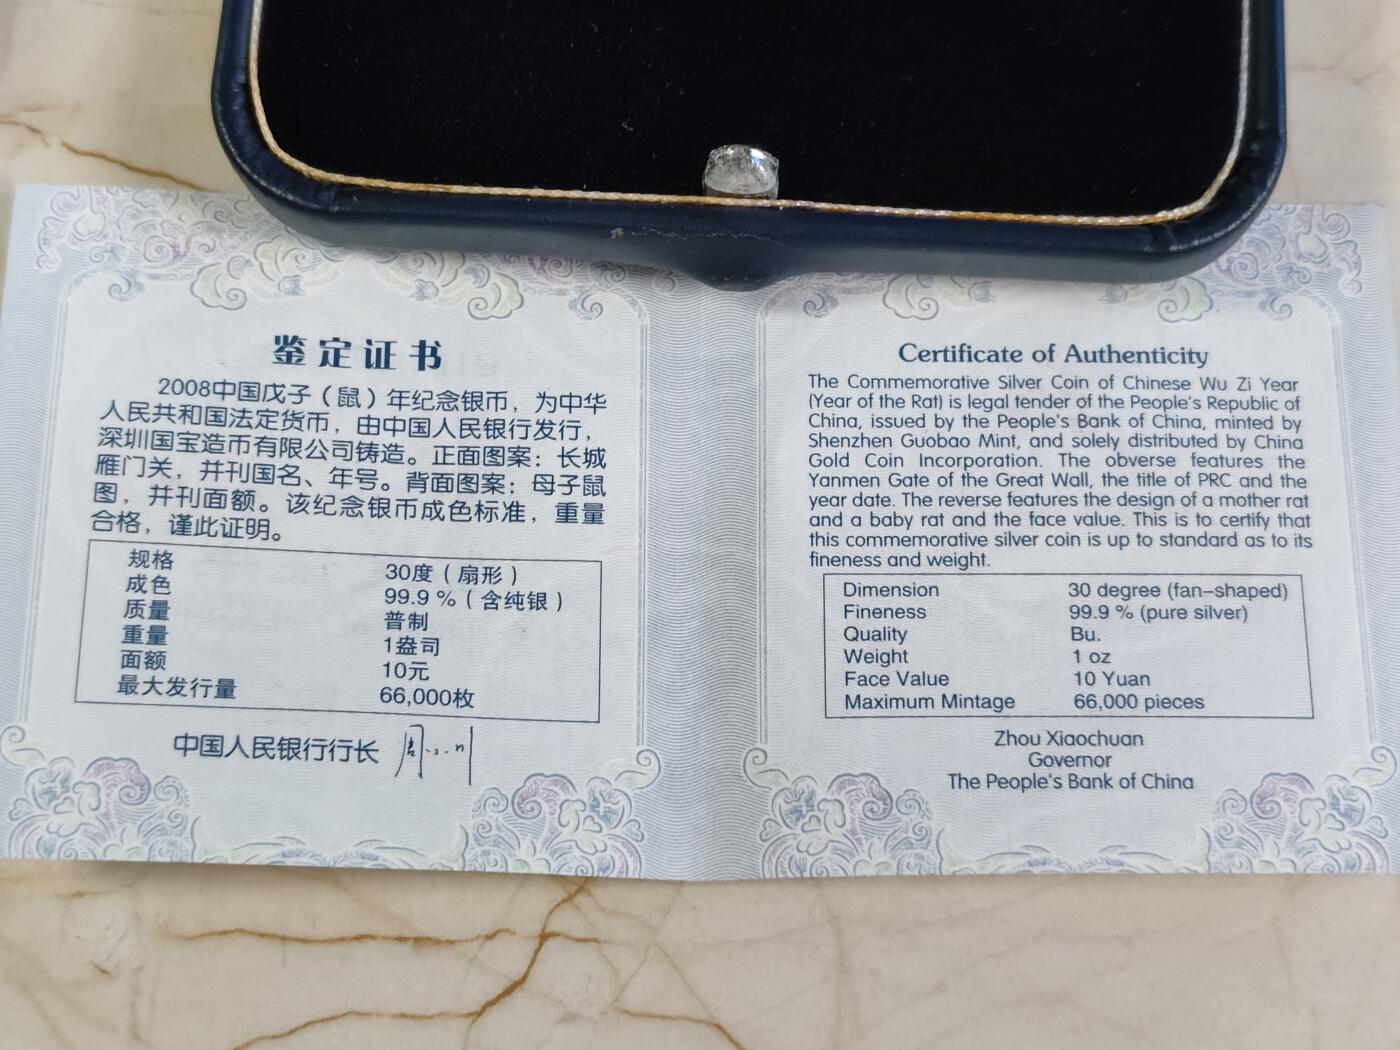 鉴定证书
2008中国戊子（鼠）年纪念银币，为中华
人民共和国法定货币，由中国人民银行发行，
深圳国宝造币有限公司铸造。正面图案：长城
雁门关，并刊国名、年号。背面图案：母子鼠
图，并刊面额。该纪念银币成色标准，重量
合格，谨此证明。
规格 30度（扇形）
成色 99.9％（含纯银）
质量 普制
重量 1盎司
面额 10元
最大发行量 66,000枚
中国人民银行行长 周小川
Certificate of Authenticity
The Commemorative Silver Coin of Chinese Wu Zi Year
(Year of the Rat) is legal tender of the People's Republic of
China, issued by the People's Bank of China, minted by
Shenzhen Guobao Mint, and solely distributed by China
Gold Coin Incorporation. The obverse features the
Yanmen Gate of the Great Wall, the title of PRC and the
year date. The reverse features the design of a mother rat
and a baby rat and the face value. This is to certify that
this commemorative silver coin is up to standard as to its
fineness and weight.
Dimension 30 degree (fan-shaped)
Fineness 99.9 % (pure silver)
Quality Bu.
Weight 1 oz
Face Value 10 Yuan
Maximum Mintage 66,000 pieces
Zhou Xiaochuan
Governor
The People's Bank of China